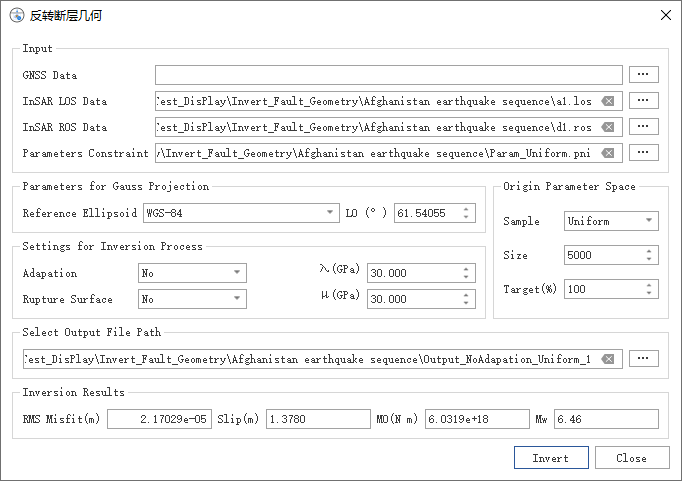 反转断层几何
Input
GNSS Data
...
InSAR LOS Data
Test_DisPlay\Invert_Fault_Geometry\Afghanistan earthquake sequence\a1.los
...
InSAR ROS Data
Test_DisPlay\Invert_Fault_Geometry\Afghanistan earthquake sequence\d1.ros
...
Parameters Constraint
y\Invert_Fault_Geometry\Afghanistan earthquake sequence\Param_Uniform.pni
...
Parameters for Gauss Projection
Reference Ellipsoid WGS-84 L0 (°) 61.54055
Settings for Inversion Process
Adapation No λ(GPa) 30.000
Rupture Surface No μ(GPa) 30.000
Origin Parameter Space
Sample Uniform
Size 5000
Target(%) 100
Select Output File Path
Test_DisPlay\Invert_Fault_Geometry\Afghanistan earthquake sequence\Output_NoAdapation_Uniform_1
...
Inversion Results
RMS Misfit(m) 2.17029e-05 Slip(m) 1.3780 M0(N m) 6.0319e+18 Mw 6.46
Invert Close